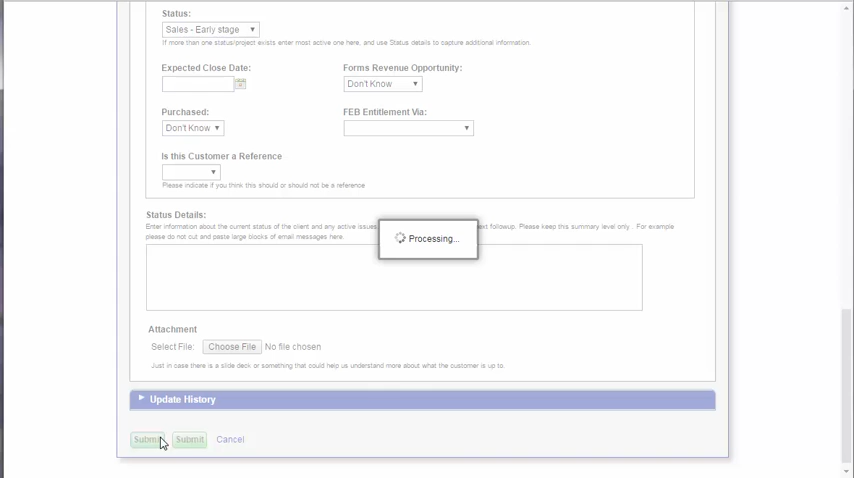 Status:
Sales - Early stage
If more than one status/project exists enter most active one here; and use Status details to capture additional information.
Expected Close Date: Forms Revenue Opportunity:
Don't Know
Purchased: FEB Entitlement Via:
Don't Know
Is this Customer a Reference
Please indicate if you think this should or should not be a reference
Status Details:
Enter information about the current status of the client and any active issues next followup. Please keep this summary level only. For example
please do not cut and paste large blocks of email messages here.
Processing...
Attachment
Select File: Choose File No file chosen
Just in case there is a slide deck or something that could help us understand more about what the customer is up to.
Update History
Submit Submit Cancel